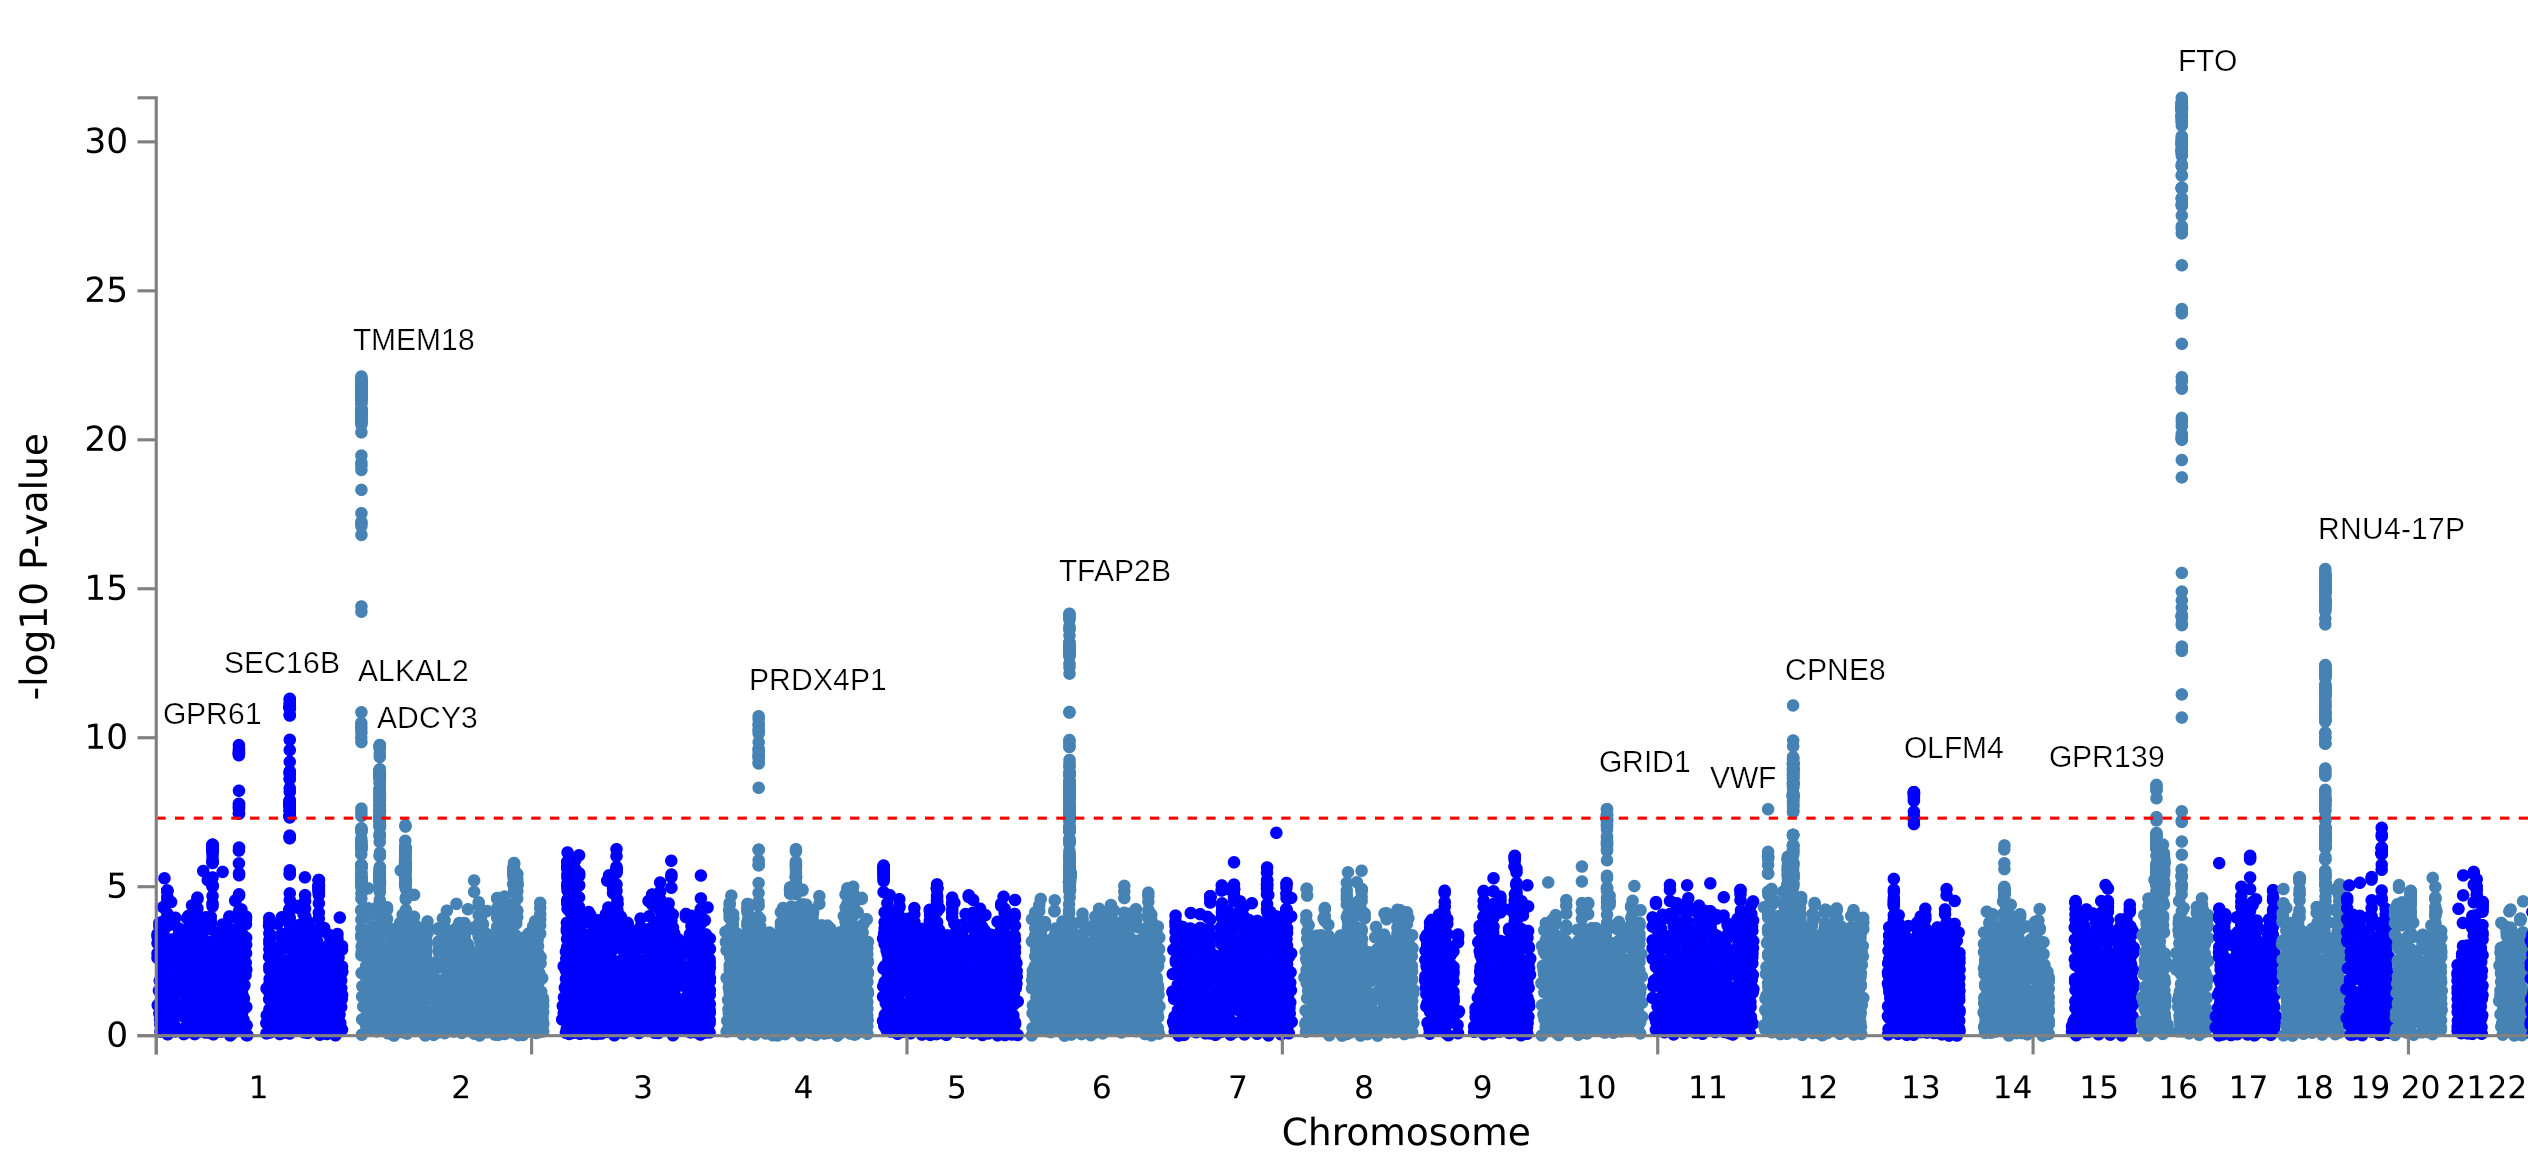 FTO
30
25
TMEM18
20
RNU4-17P
TFAP2B
15
SEC16B
ALKAL2
CPNE8
PRDX4P1
GPR61
ADCY3
10
OLFM4
GPR139
GRID1
VWF
5
0
-log10 P-value
1 2 3 4 5 6 7 8 9 10 11 12 13 14 15 16 17 18 19 20 21 22
Chromosome